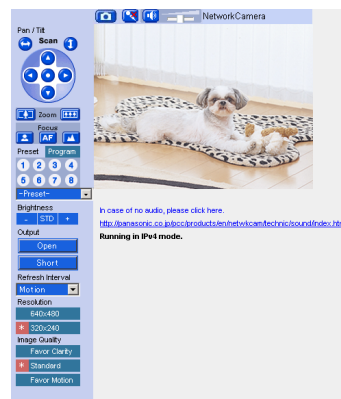 NetworkCamera
Pan / Tilt
Scan
Zoom
Focus
AF
Preset Program
1 2 3 4
5 6 7 8
-Preset-
Brightness
- STD +
Output
Open
Short
Refresh Interval
Motion
Resolution
640x480
* 320x240
Image Quality
Favor Clarity
* Standard
Favor Motion
In case of no audio, please click here.
http://panasonic.co.jp/pcc/products/en/netwkcam/technic/sound/index.htm
Running in IPv4 mode.